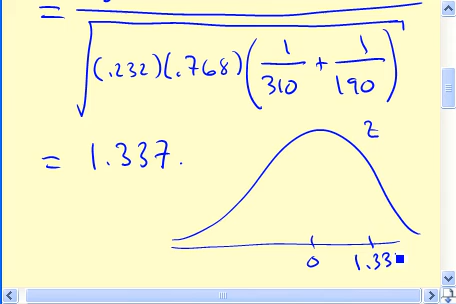 =
√(.232)(.768)(1/310 + 1/190)
= 1.337.
z
0 1.33